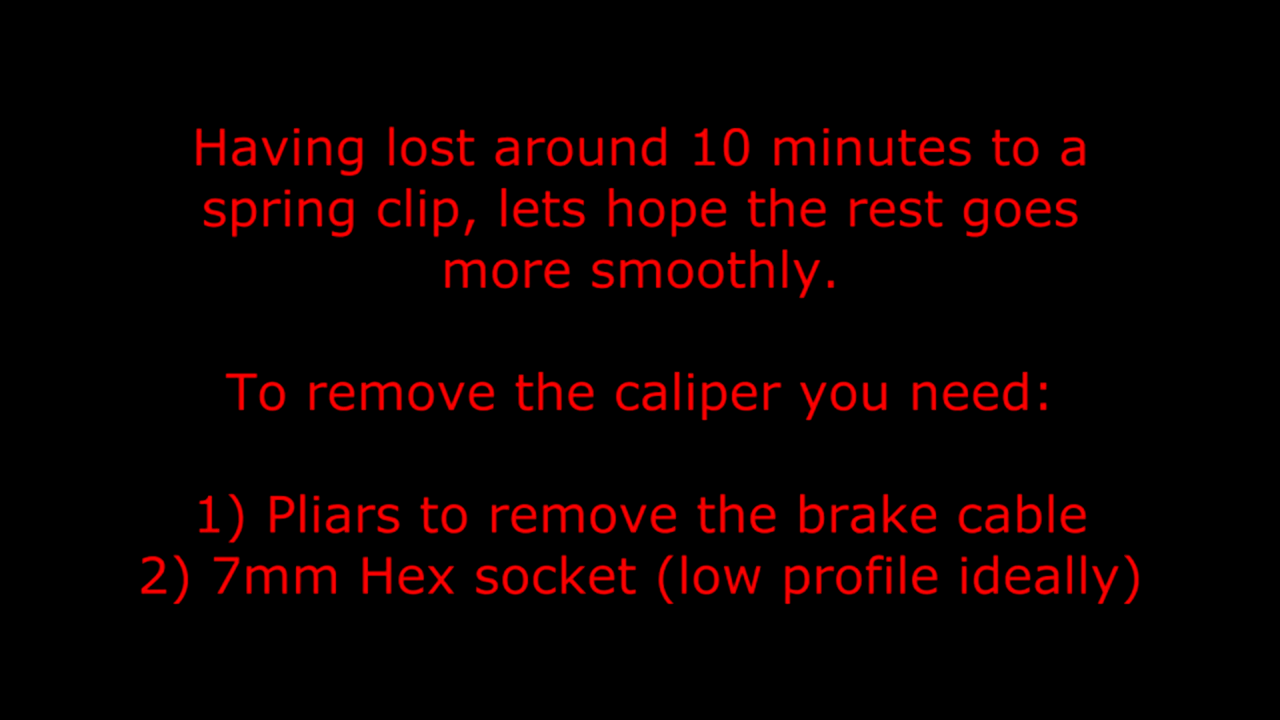 Having lost around 10 minutes to a
spring clip, lets hope the rest goes
more smoothly.
To remove the caliper you need:
1) Pliars to remove the brake cable
2) 7mm Hex socket (low profile ideally)